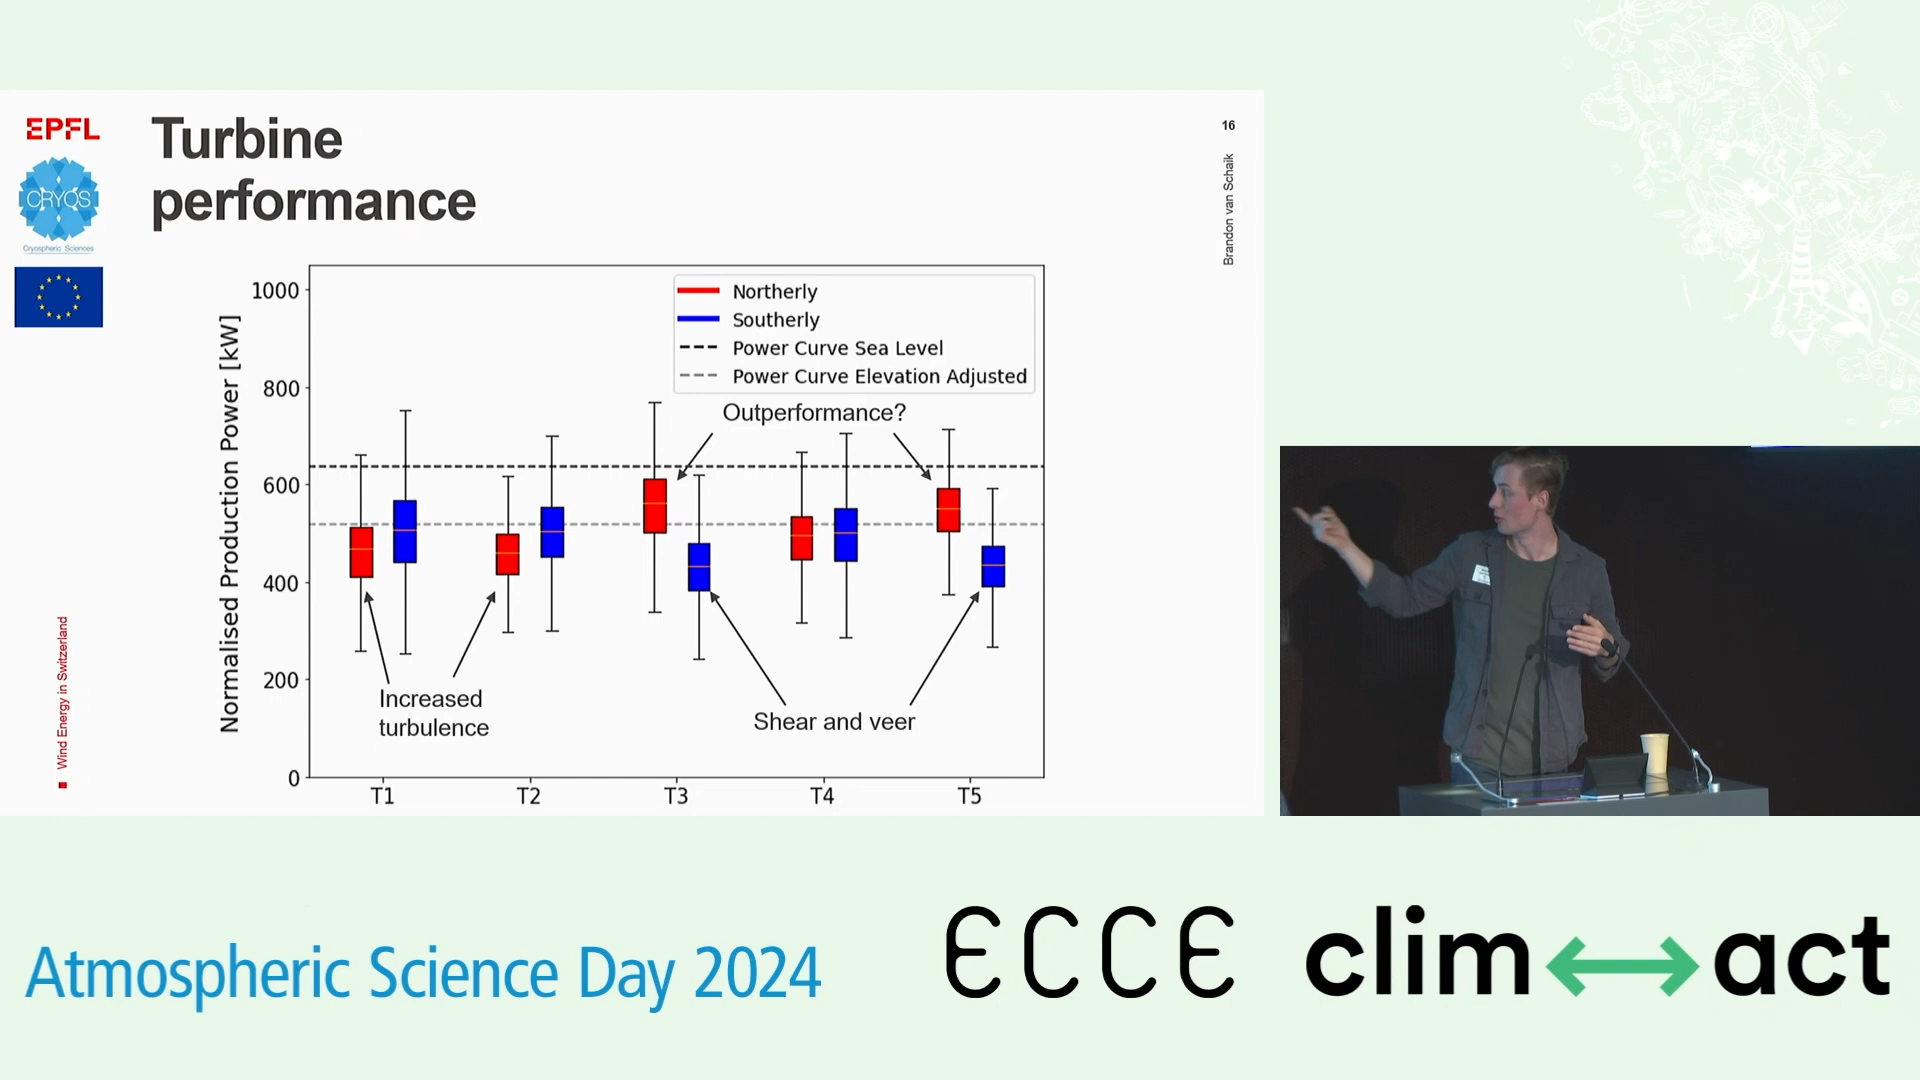 EPFL
CRYOS
Cryospheric Sciences
Turbine
performance
16
Brandon van Schaik
Wind Energy in Switzerland
Normalised Production Power [kW]
1000
800
600
400
200
0
Northerly
Southerly
Power Curve Sea Level
Power Curve Elevation Adjusted
Outperformance?
Increased
turbulence
Shear and veer
T1 T2 T3 T4 T5
Atmospheric Science Day 2024
ECCE
clim act